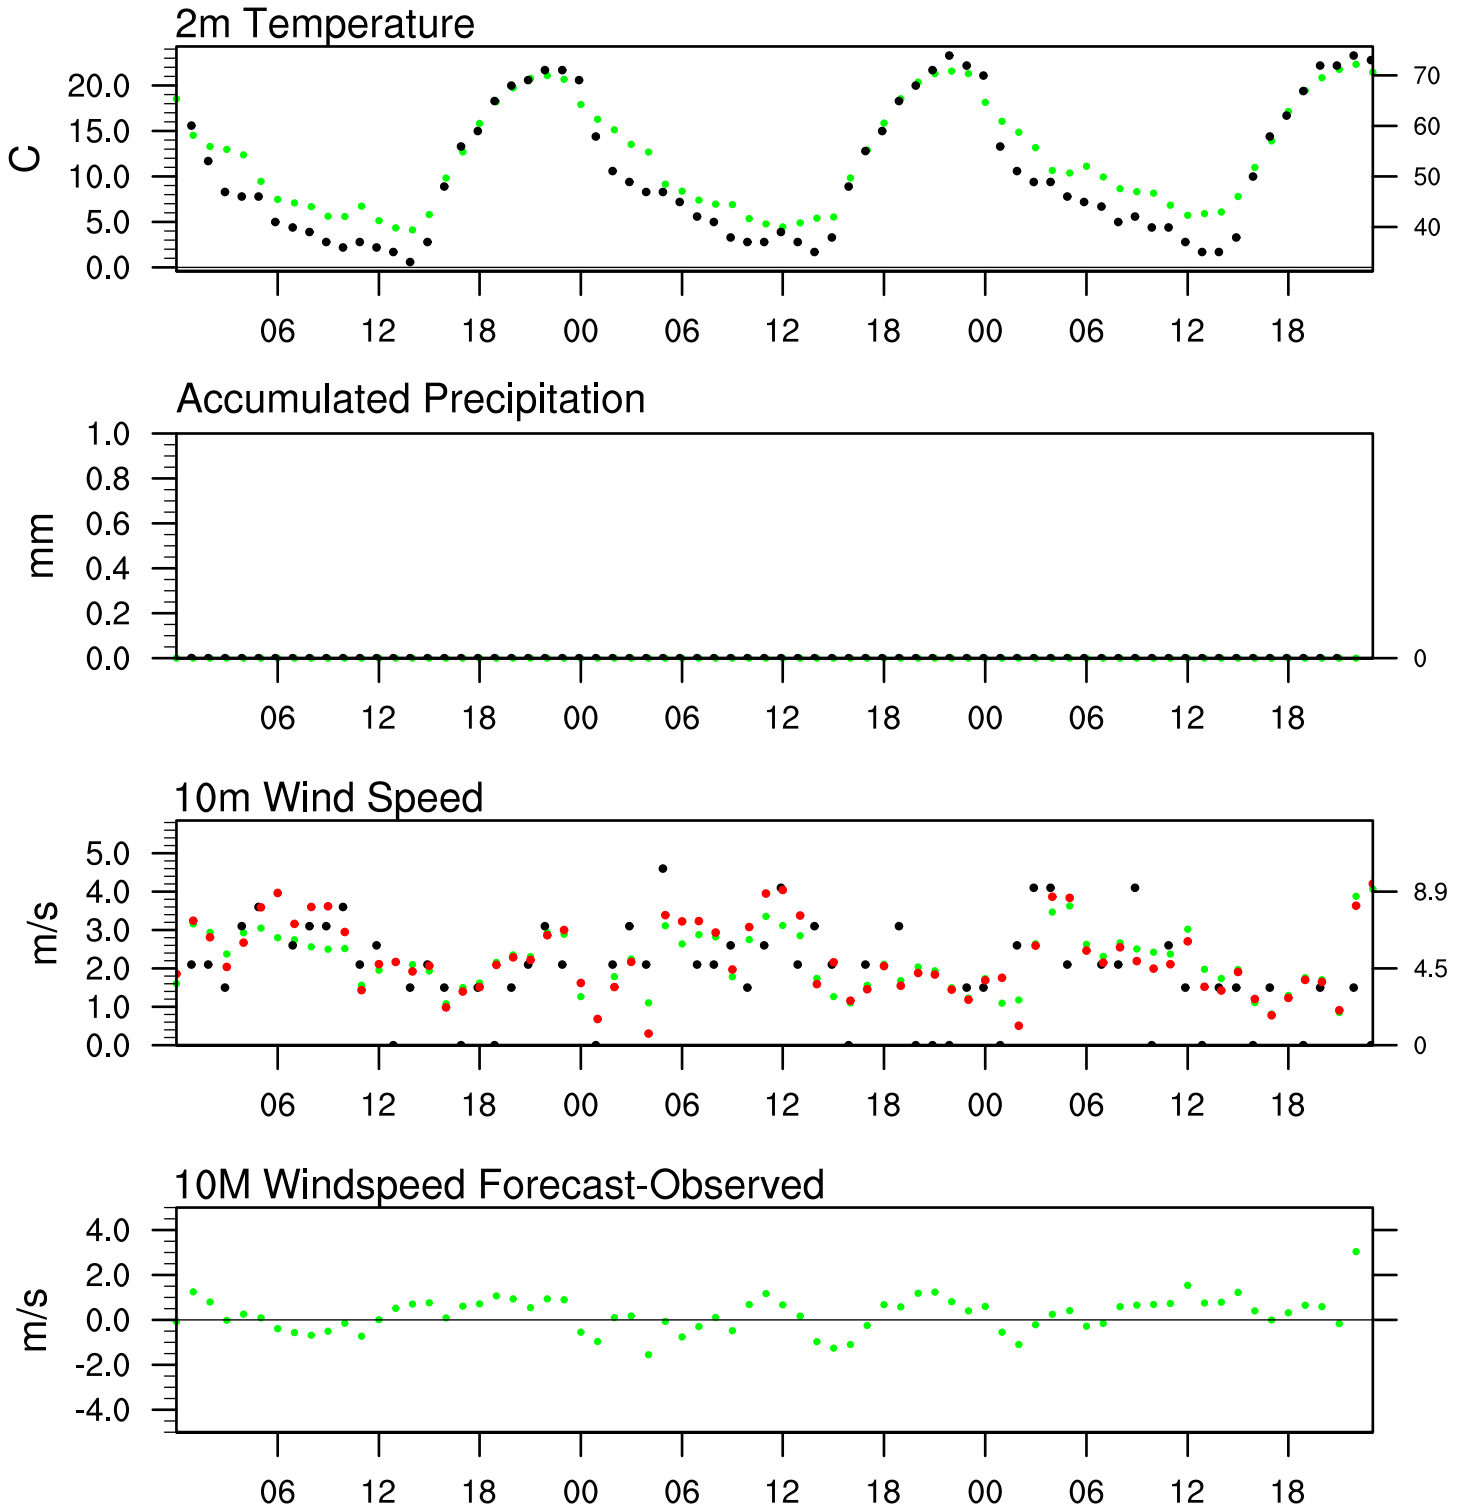 2m Temperature
C
20.0
15.0
10.0
5.0
0.0
70
60
50
40
06 12 18 00 06 12 18 00 06 12 18
Accumulated Precipitation
mm
1.0
0.8
0.6
0.4
0.2
0.0
0
06 12 18 00 06 12 18 00 06 12 18
10m Wind Speed
m/s
5.0
4.0
3.0
2.0
1.0
0.0
8.9
4.5
0
06 12 18 00 06 12 18 00 06 12 18
10M Windspeed Forecast-Observed
m/s
4.0
2.0
0.0
-2.0
-4.0
06 12 18 00 06 12 18 00 06 12 18